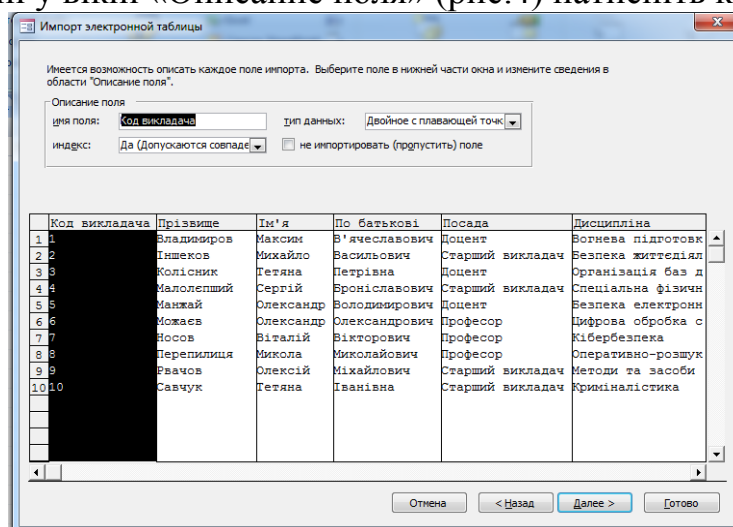 у вікні «Описание поля» (рис.4) натисніть к
Импорт электронной таблицы
Имеется возможность описать каждое поле импорта. Выберите поле в нижней части окна и измените сведения в
области "Описание поля".
Описание поля
имя поля: Код викладача тип данных: Двойное с плавающей точк
индекс: Да (Допускаются совпаде не импортировать (пропустить) поле
Код викладача Прізвище Ім'я По батькові Посада Дисципліна
1 1 Владимиров Максим В'ячеславович Доцент Вогнева підготовк
2 2 Іншеков Михайло Васильович Старший викладач Безпека життєдіял
3 3 Колісник Тетяна Петрівна Доцент Організація баз д
4 4 Малолєпший Сергій Броніславович Старший викладач Спеціальна фізичн
5 5 Манжай Олександр Володимирович Доцент Безпека електронн
6 6 Можаєв Олександр Олександрович Професор Цифрова обробка с
7 7 Носов Віталій Вікторович Професор Кібербезпека
8 8 Перепилиця Микола Миколайович Професор Оперативно-розшук
9 9 Рвачов Олексій Міхайлович Старший викладач Методи та засоби
10 10 Савчук Тетяна Іванівна Старший викладач Криміналістика
Отмена < Назад Далее > Готово